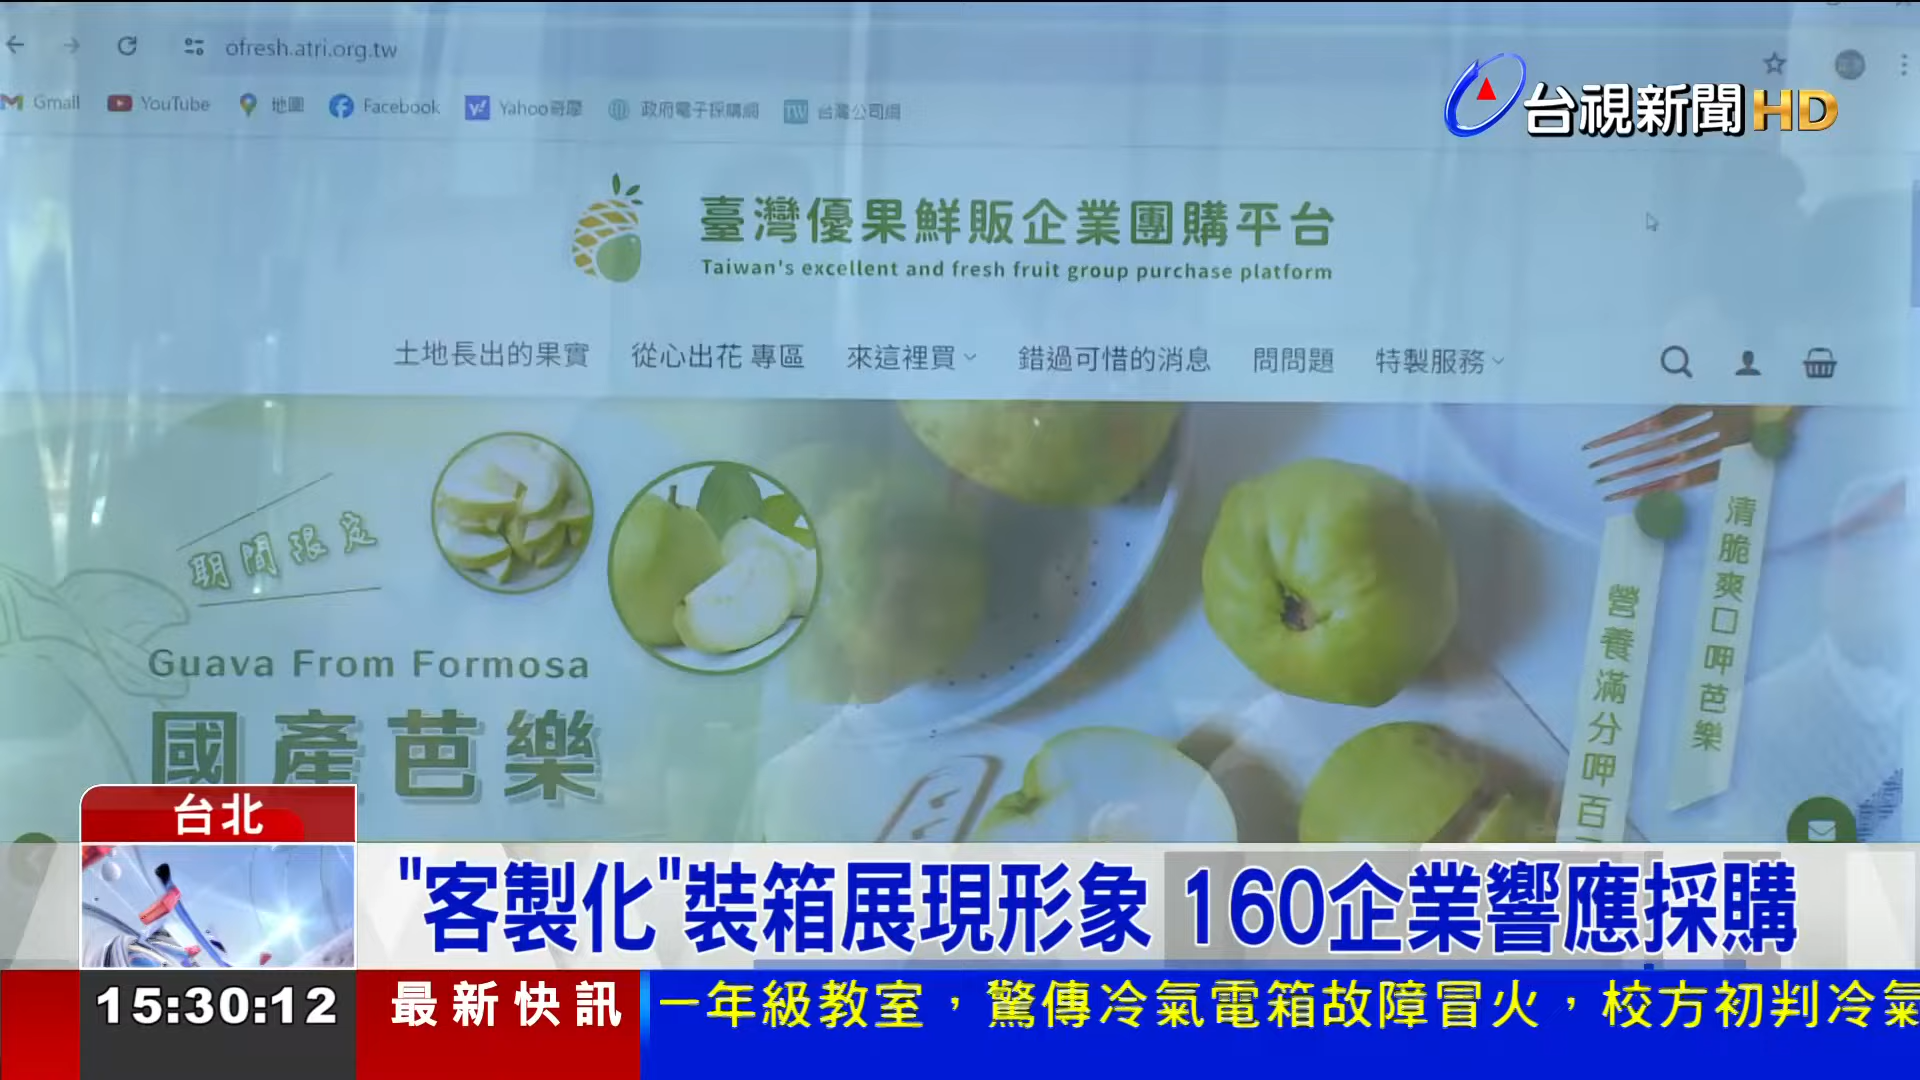 ofresh.atri.org.tw
Gmail YouTube 地圖 Facebook Yahoo奇摩 政府電子採購網 台灣公司網
台視新聞HD
臺灣優果鮮販企業團購平台
Taiwan's excellent and fresh fruit group purchase platform
土地長出的果實 從心出花 專區 來這裡買 錯過可惜的消息 問問題 特製服務
期間限定
Guava From Formosa
國產芭樂
清脆爽口呷芭樂
營養滿分呷百
台北
"客製化"裝箱展現形象 160企業響應採購
15:30:12 最新快訊 一年級教室，驚傳冷氣電箱故障冒火，校方初判冷氣